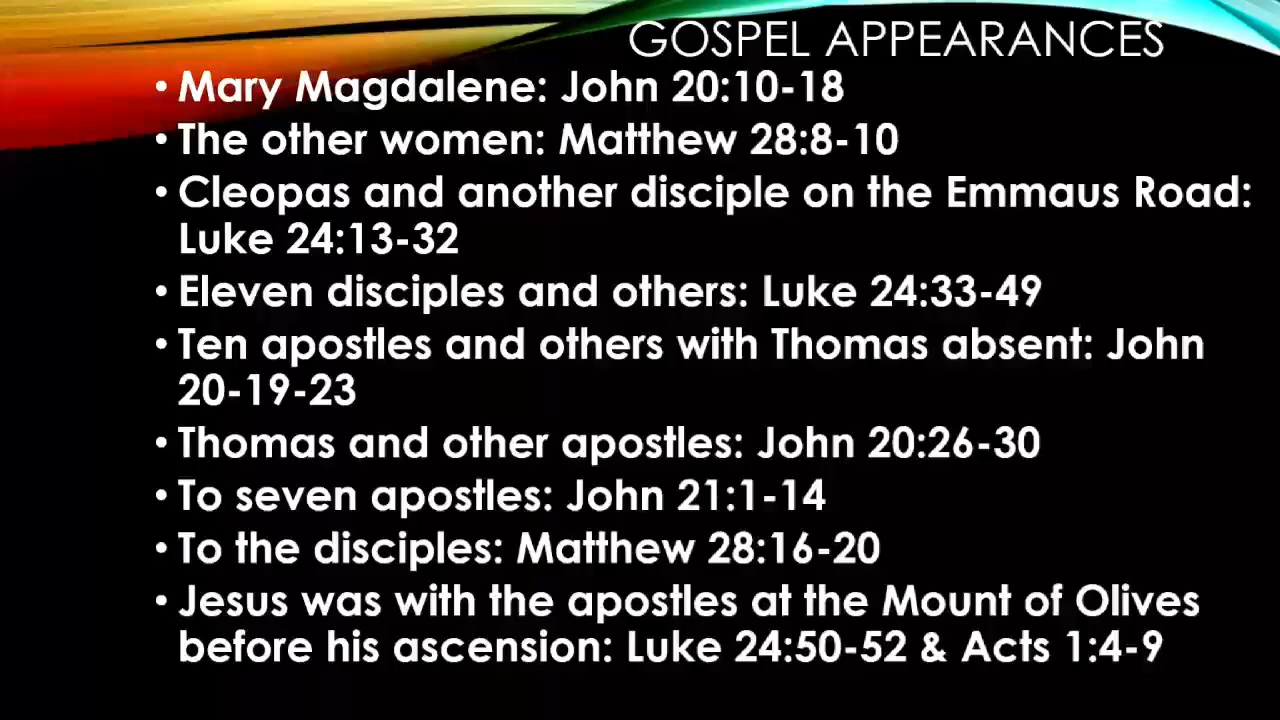 GOSPEL APPEARANCES
• Mary Magdalene: John 20:10-18
• The other women: Matthew 28:8-10
• Cleopas and another disciple on the Emmaus Road:
Luke 24:13-32
• Eleven disciples and others: Luke 24:33-49
• Ten apostles and others with Thomas absent: John
20-19-23
• Thomas and other apostles: John 20:26-30
• To seven apostles: John 21:1-14
• To the disciples: Matthew 28:16-20
• Jesus was with the apostles at the Mount of Olives
before his ascension: Luke 24:50-52 & Acts 1:4-9